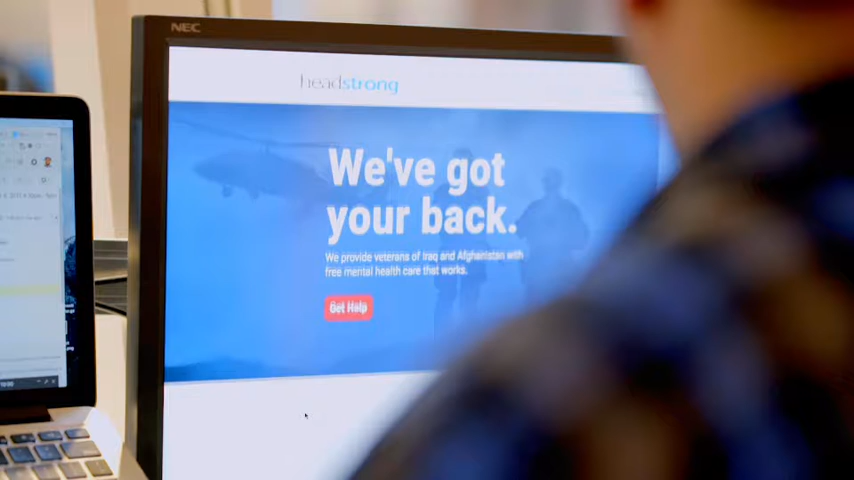 NEC
headstrong
We've got
your back.
We provide veterans of Iraq and Afghanistan with
free mental health care that works.
Get Help